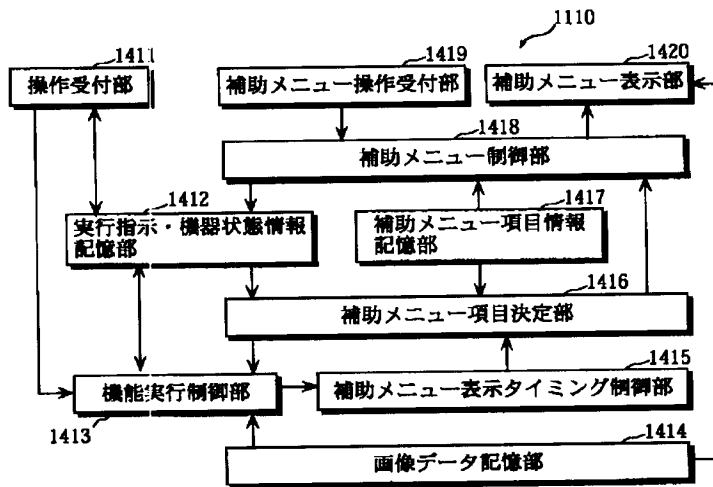 1110
1411
1419
1420
操作受付部
補助メニュー操作受付部
補助メニュー表示部
1418
補助メニュー制御部
1412
1417
実行指示・機器状態情報
記憶部
補助メニュー項目情報
記憶部
1416
補助メニュー項目決定部
1415
機能実行制御部
補助メニュー表示タイミング制御部
1413
1414
画像データ記憶部